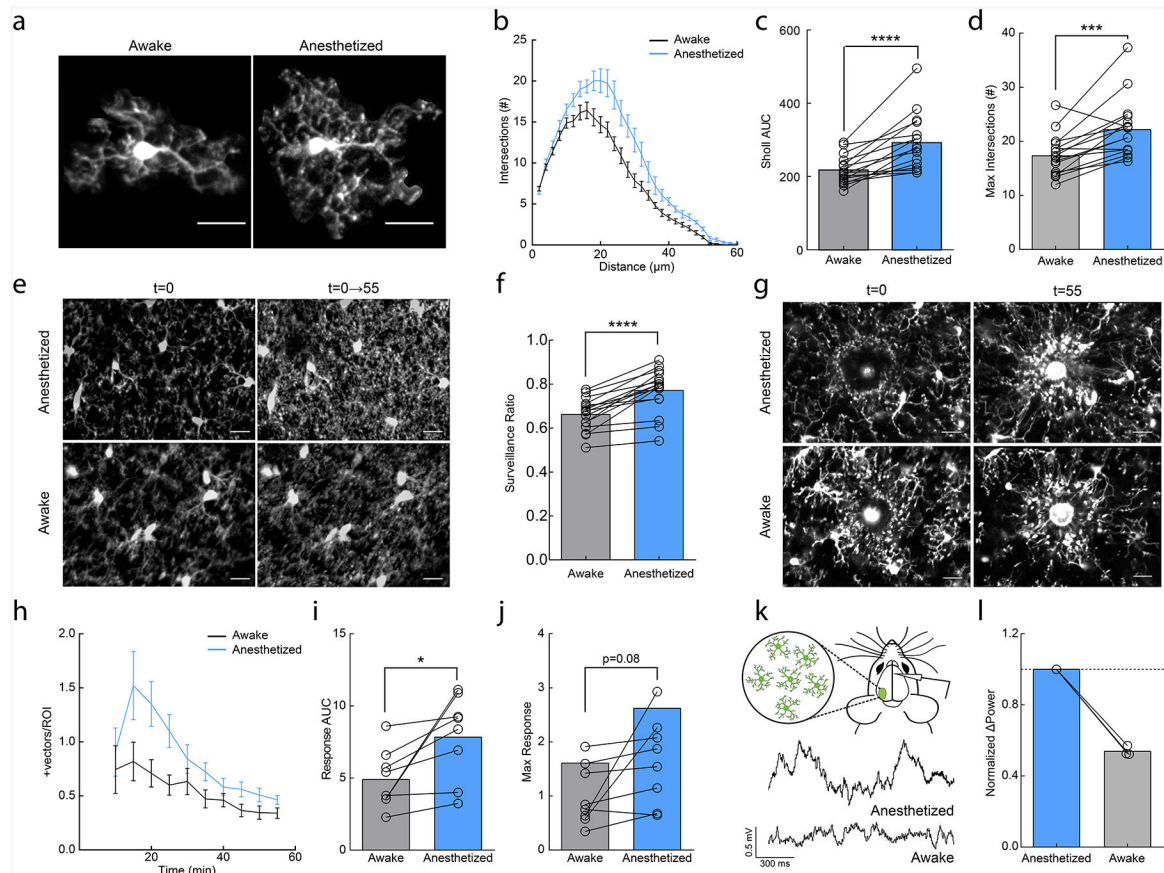 a
Awake
Anesthetized
b
Awake
Anesthetized
25
20
15
10
5
0
Intersections (#)
0 20 40 60
Distance (µm)
c
****
600
400
200
0
Sholl AUC
Awake Anesthetized
d
***
40
30
20
10
0
Max Intersections (#)
Awake Anesthetized
e
t=0
t=0→55
Anesthetized
Awake
f
****
1.0
0.8
0.6
0.4
0.2
0.0
Surveillance Ratio
Awake Anesthetized
g
t=0
t=55
Anesthetized
Awake
h
Awake
Anesthetized
2.0
1.5
1.0
0.5
0.0
+vectors/ROI
0 20 40 60
Time (min)
i
*
15
10
5
0
Response AUC
Awake Anesthetized
j
p=0.08
4
3
2
1
0
Max Response
Awake Anesthetized
k
Anesthetized
0.5 mV
300 ms
Awake
l
1.2
0.8
0.4
0.0
Normalized ΔPower
Anesthetized Awake